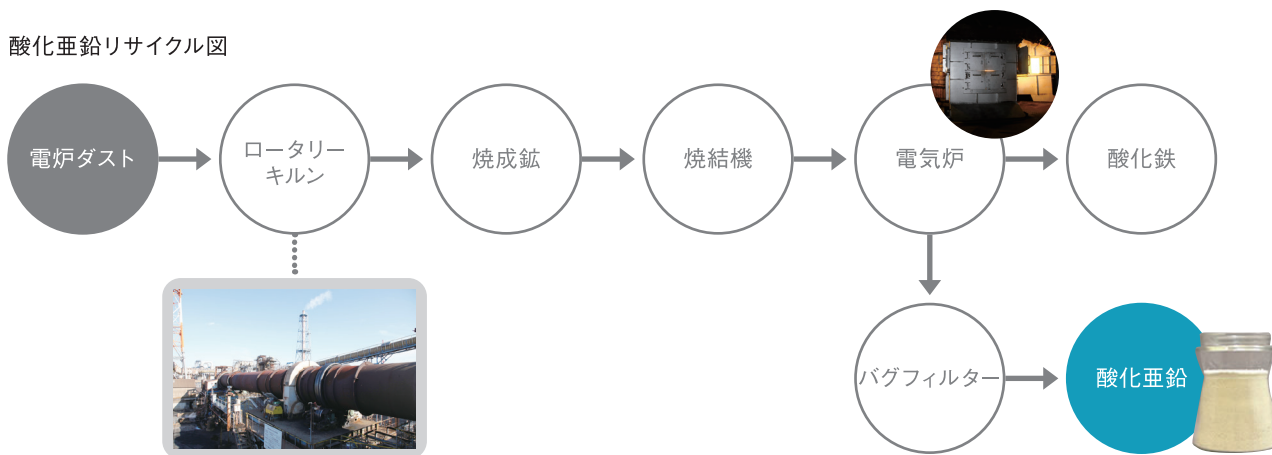 酸化亜鉛リサイクル図
電炉ダスト
ロータリー
キルン
焼成鉱
焼結機
電気炉
酸化鉄
バグフィルター
酸化亜鉛